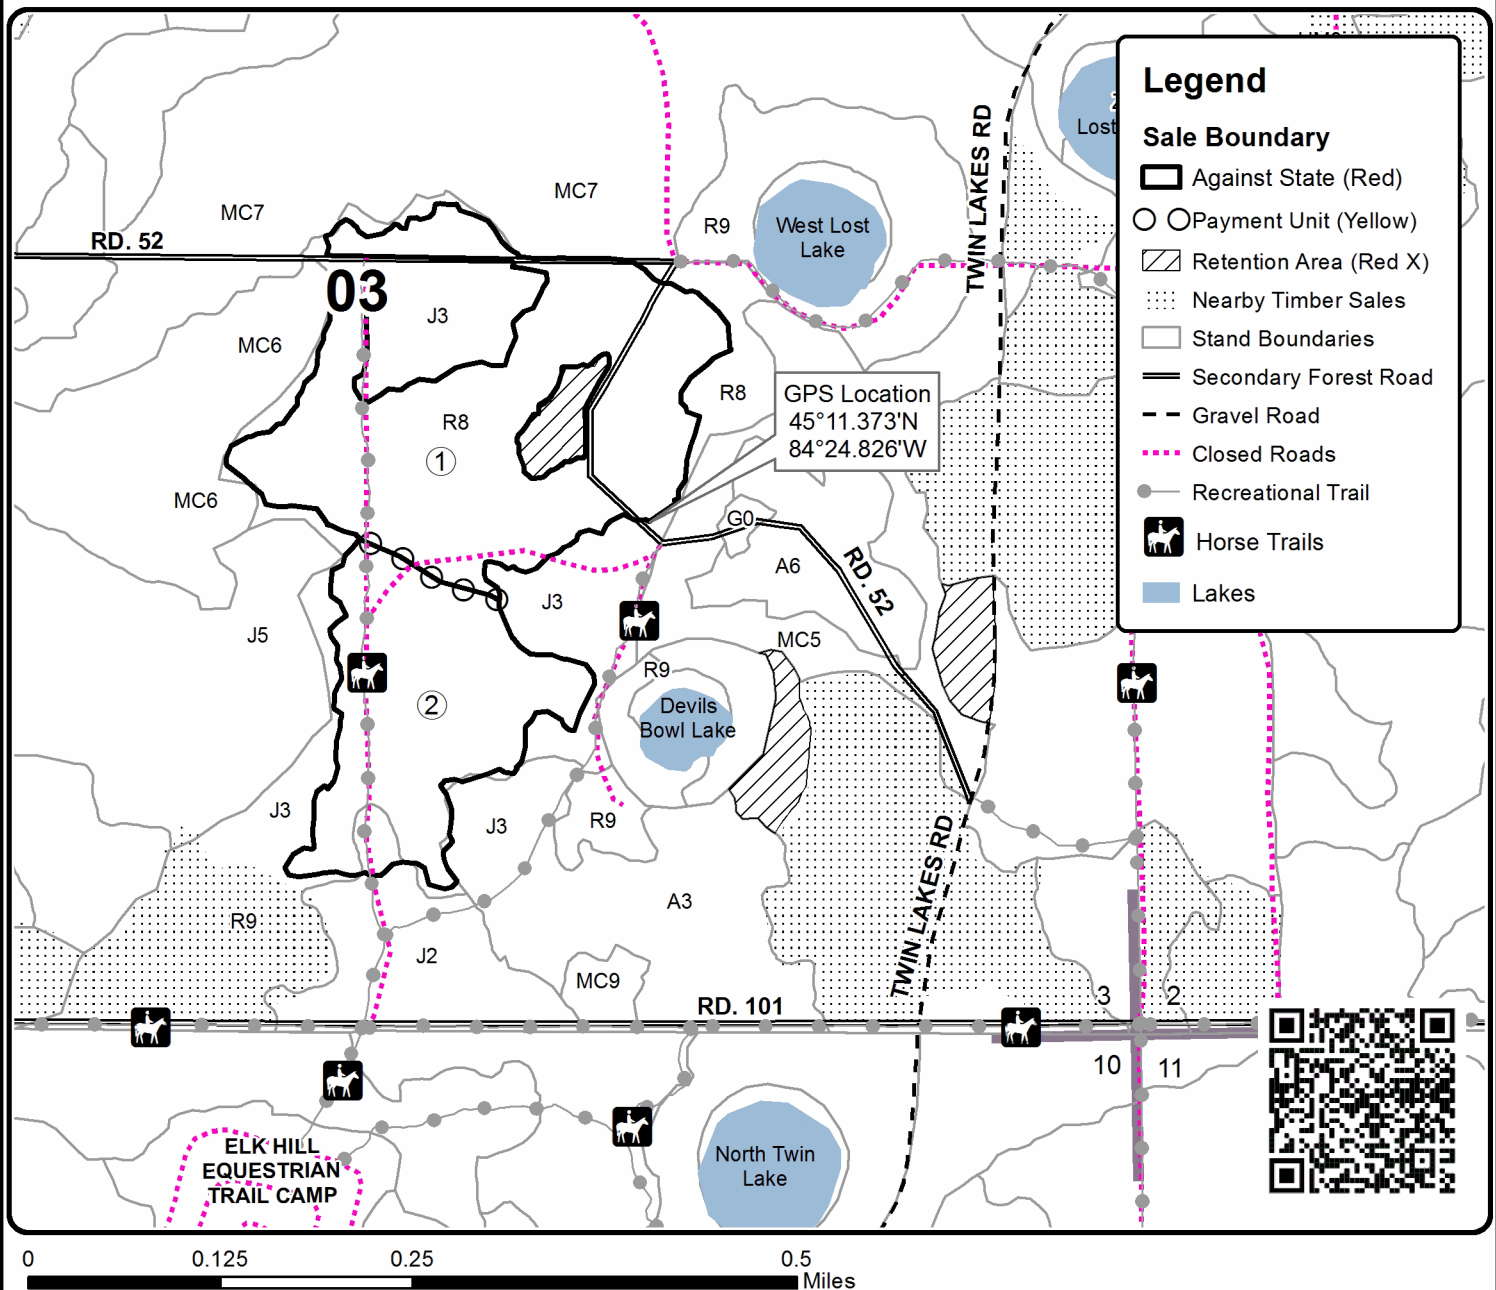 Legend
Sale Boundary
Against State (Red)
Payment Unit (Yellow)
Retention Area (Red X)
Nearby Timber Sales
Stand Boundaries
Secondary Forest Road
Gravel Road
Closed Roads
Recreational Trail
Horse Trails
Lakes
Lost
TWIN LAKES RD
MC7
MC7
R9
West Lost
Lake
RD. 52
03
J3
MC6
R8
R8
GPS Location
45°11.373'N
84°24.826'W
1
MC6
G0
A6
RD. 52
J3
J5
MC5
R9
2
Devils
Bowl Lake
J3
J3
R9
TWIN LAKES RD
A3
R9
J2
MC9
RD. 101
3
2
10
11
ELK HILL
EQUESTRIAN
TRAIL CAMP
North Twin
Lake
0
0.125
0.25
0.5
Miles